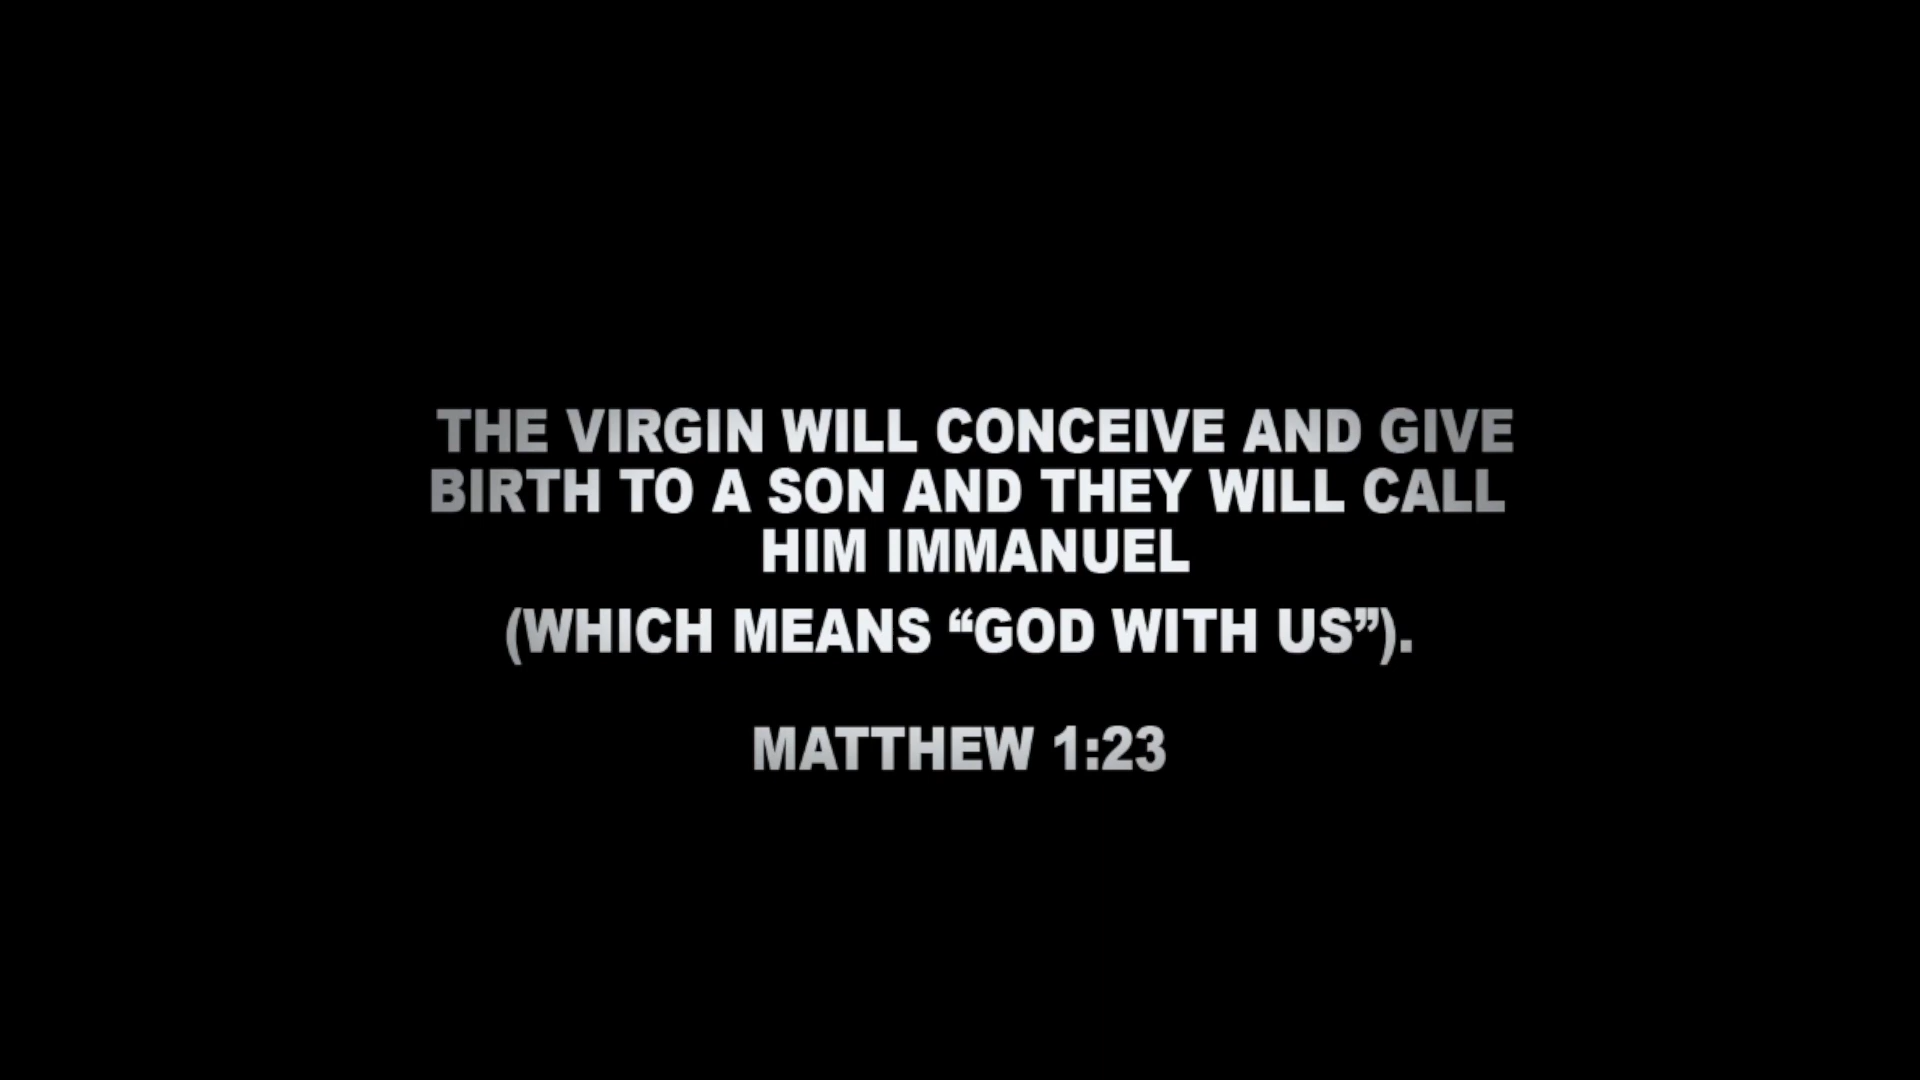 THE VIRGIN WILL CONCEIVE AND GIVE
BIRTH TO A SON AND THEY WILL CALL
HIM IMMANUEL
(WHICH MEANS “GOD WITH US”).
MATTHEW 1:23